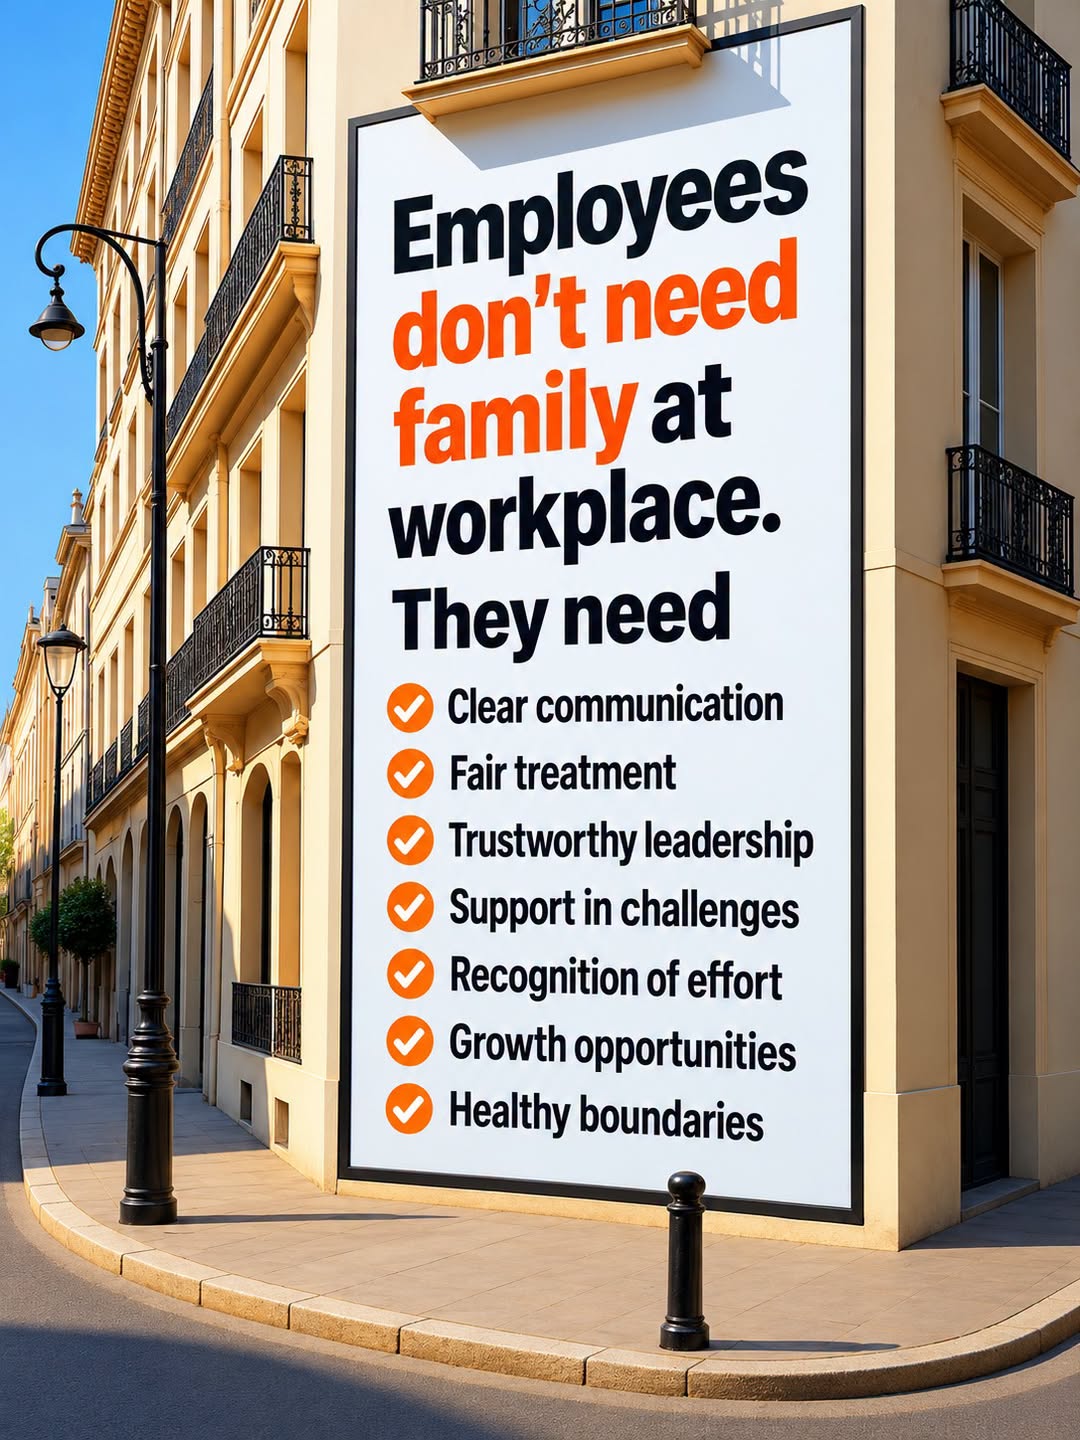 Employees
don't need
family at
workplace.
They need
Clear communication
Fair treatment
Trustworthy leadership
Support in challenges
Recognition of effort
Growth opportunities
Healthy boundaries